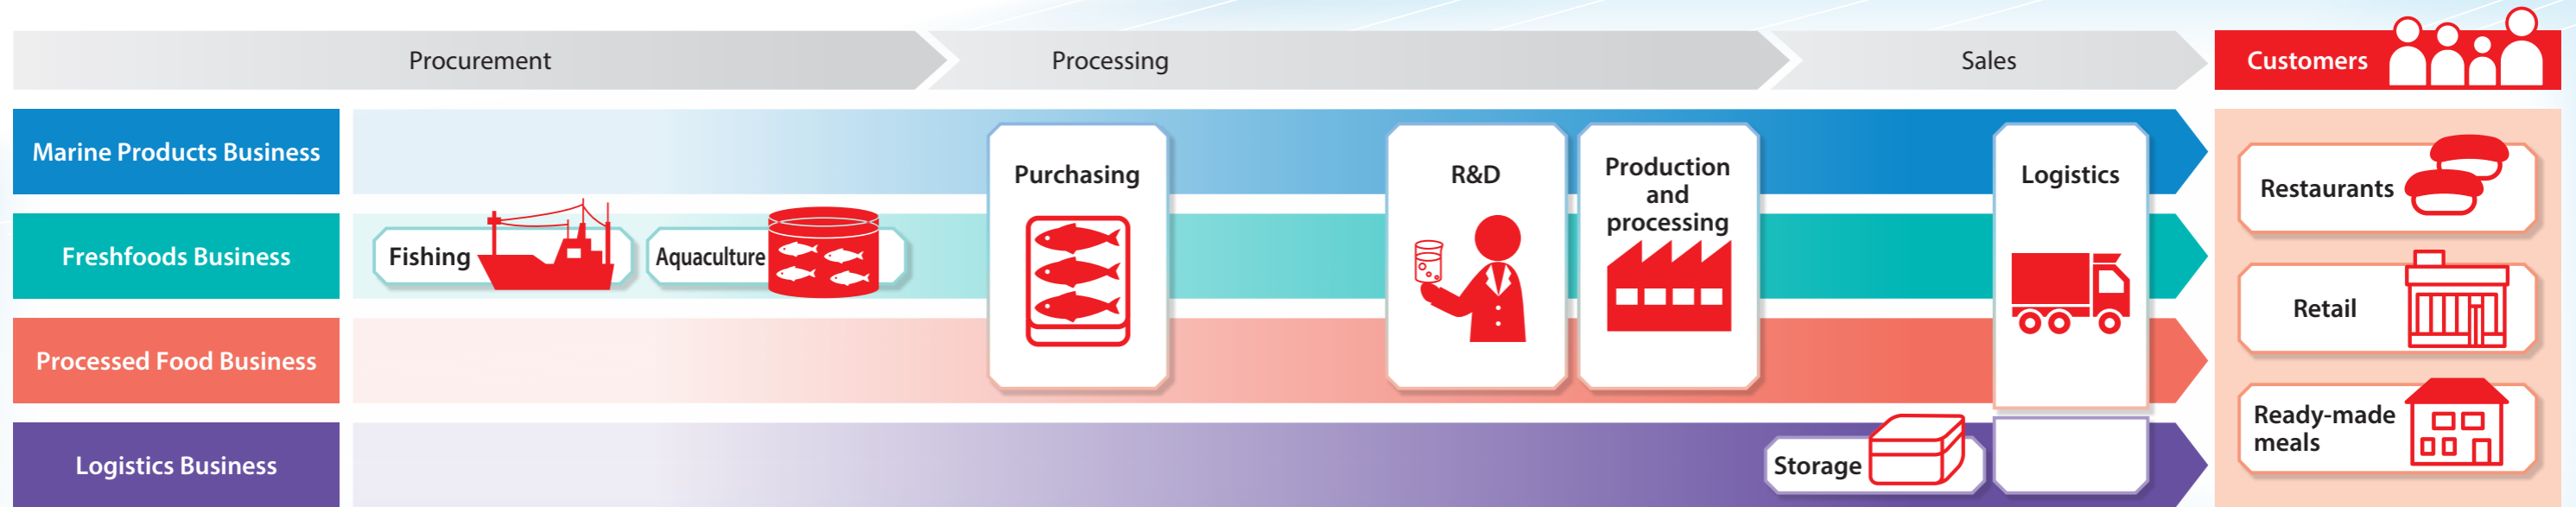 Procurement
Processing
Sales
Customers
Marine Products Business
Freshfoods Business
Processed Food Business
Logistics Business
Fishing
Aquaculture
Purchasing
R&D
Production
and
processing
Storage
Logistics
Restaurants
Retail
Ready-made
meals